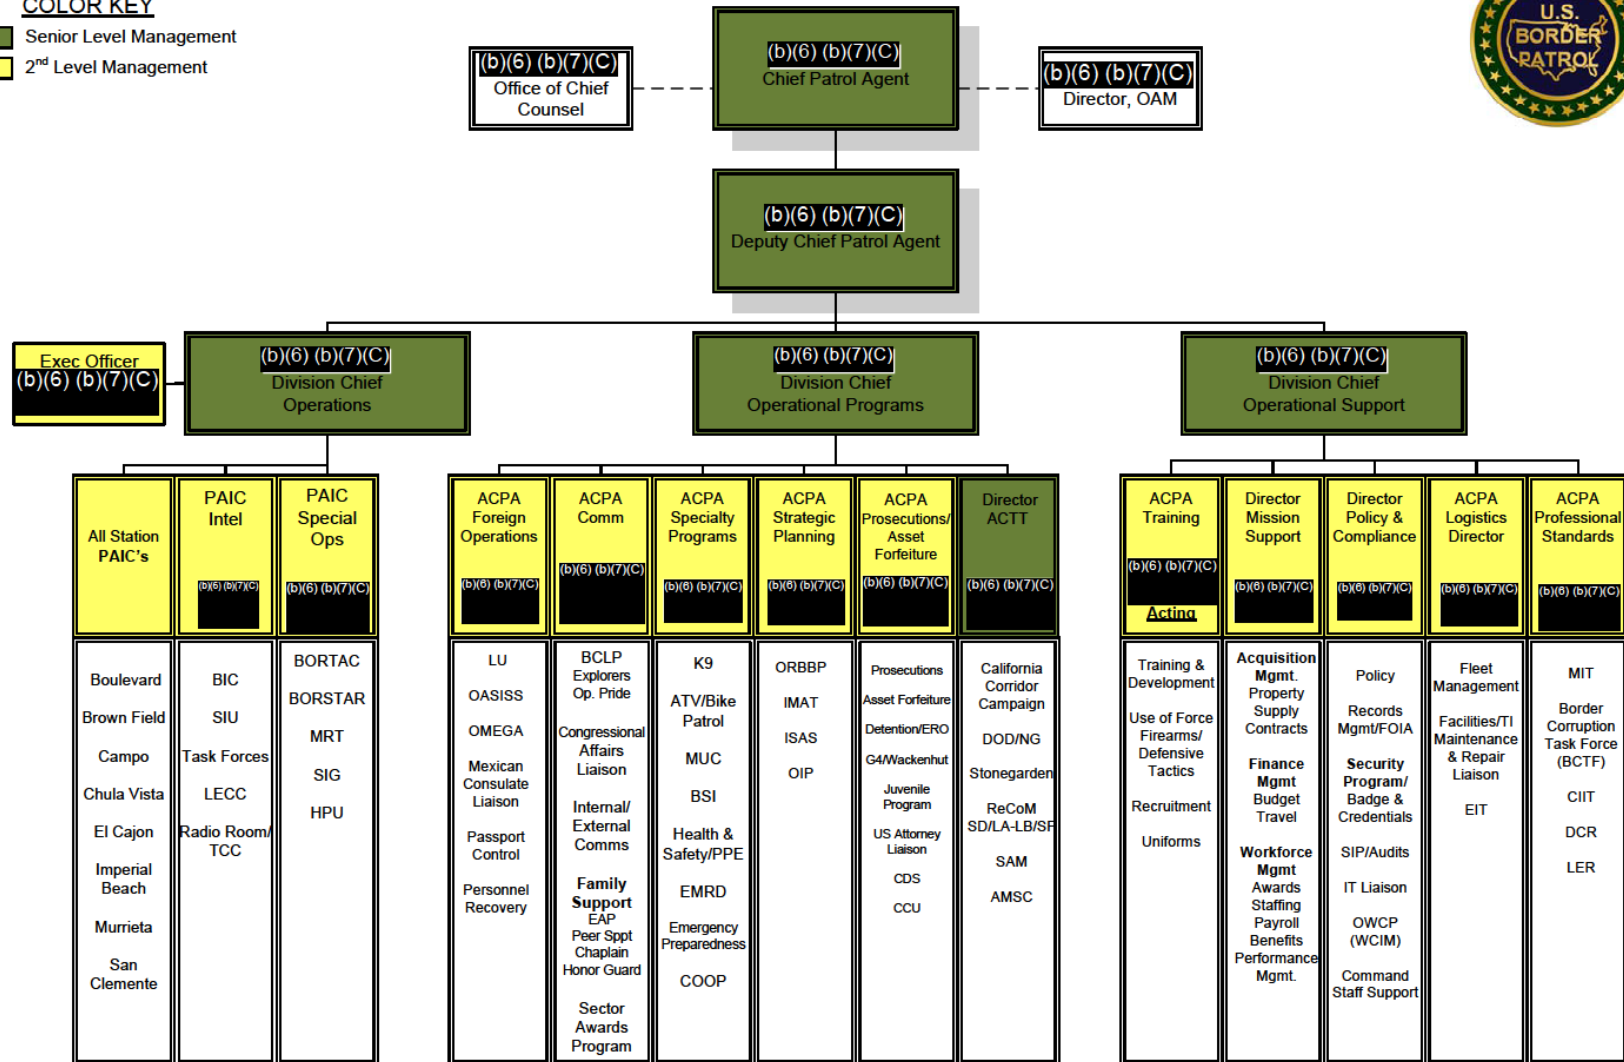 COLOR KEY
Senior Level Management
2nd Level Management
U.S.
BORDER
PATROL
(b)(6) (b)(7)(C)
Office of Chief
Counsel
(b)(6) (b)(7)(C)
Chief Patrol Agent
(b)(6) (b)(7)(C)
Director, OAM
(b)(6) (b)(7)(C)
Deputy Chief Patrol Agent
Exec Officer
(b)(6) (b)(7)(C)
(b)(6) (b)(7)(C)
Division Chief
Operations
(b)(6) (b)(7)(C)
Division Chief
Operational Programs
(b)(6) (b)(7)(C)
Division Chief
Operational Support
All Station
PAIC's
Boulevard
Brown Field
Campo
Chula Vista
El Cajon
Imperial
Beach
Murrieta
San
Clemente
PAIC
Intel
(b)(6) (b)(7)(C)
BIC
SIU
Task Forces
LECC
Radio Room/
TCC
PAIC
Special
Ops
(b)(6) (b)(7)(C)
BORTAC
BORSTAR
MRT
SIG
HPU
ACPA
Foreign
Operations
(b)(6) (b)(7)(C)
LU
OASISS
OMEGA
Mexican
Consulate
Liaison
Passport
Control
Personnel
Recovery
ACPA
Comm
(b)(6) (b)(7)(C)
BCLP
Explorers
Op. Pride
Congressional
Affairs
Liaison
Internal/
External
Comms
Family
Support
EAP
Peer Sppt
Chaplain
Honor Guard
Sector
Awards
Program
ACPA
Specialty
Programs
(b)(6) (b)(7)(C)
K9
ATV/Bike
Patrol
MUC
BSI
Health &
Safety/PPE
EMRD
Emergency
Preparedness
COOP
ACPA
Strategic
Planning
(b)(6) (b)(7)(C)
ORBBP
IMAT
ISAS
OIP
ACPA
Prosecutions/
Asset
Forfeiture
(b)(6) (b)(7)(C)
Prosecutions
Asset Forfeiture
Detention/ERO
G4/Wackenhut
Juvenile
Program
US Attorney
Liaison
CDS
CCU
Director
ACTT
(b)(6) (b)(7)(C)
California
Corridor
Campaign
DOD/NG
Stonegarden
ReCoM
SD/LA-LB/SF
SAM
AMSC
ACPA
Training
(b)(6) (b)(7)(C)
Acting
Training &
Development
Use of Force
Firearms/
Defensive
Tactics
Recruitment
Uniforms
Director
Mission
Support
(b)(6) (b)(7)(C)
Acquisition
Mgmt.
Property
Supply
Contracts
Finance
Mgmt
Budget
Travel
Workforce
Mgmt
Awards
Staffing
Payroll
Benefits
Performance
Mgmt.
Director
Policy &
Compliance
(b)(6) (b)(7)(C)
Policy
Records
Mgmt/FOIA
Security
Program/
Badge &
Credentials
SIP/Audits
IT Liaison
OWCP
(WCIM)
Command
Staff Support
ACPA
Logistics
Director
(b)(6) (b)(7)(C)
Fleet
Management
Facilities/TI
Maintenance
& Repair
Liaison
EIT
ACPA
Professional
Standards
(b)(6) (b)(7)(C)
MIT
Border
Corruption
Task Force
(BCTF)
CIIT
DCR
LER